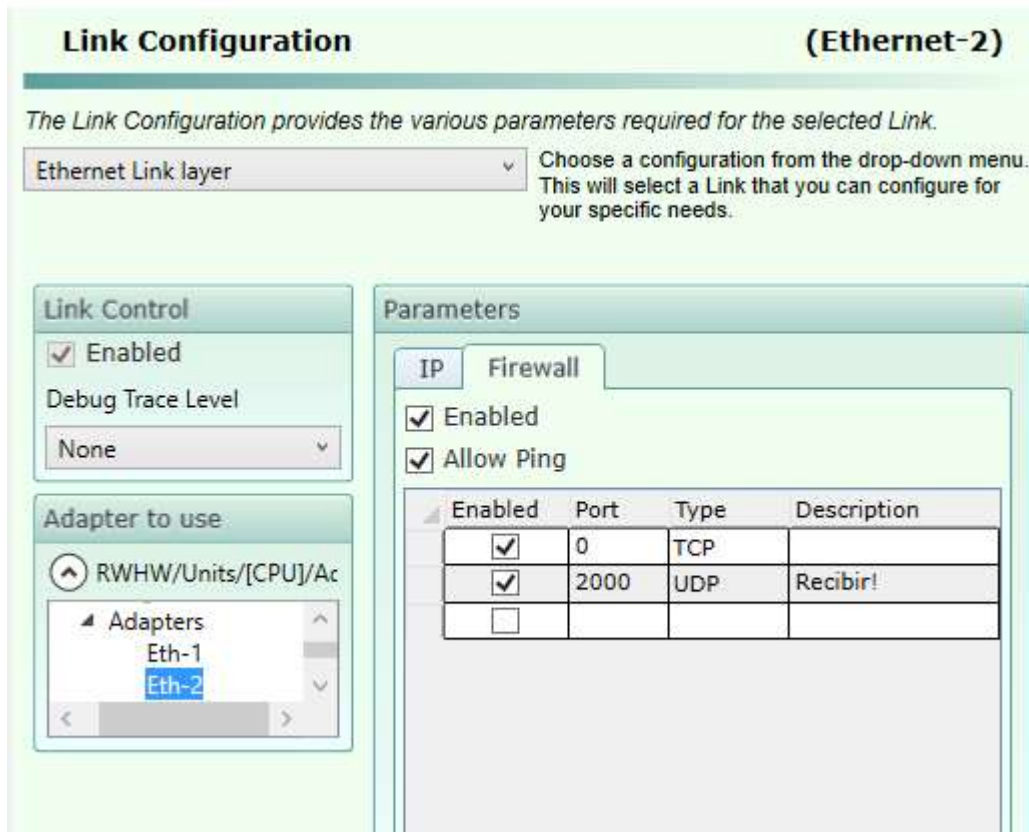 Link Configuration (Ethernet-2)
The Link Configuration provides the various parameters required for the selected Link.
Ethernet Link layer
Choose a configuration from the drop-down menu.
This will select a Link that you can configure for
your specific needs.
Link Control
Enabled
Debug Trace Level
None
Adapter to use
RWHW/Units/[CPU]/Ac
Adapters
Eth-1
Eth-2
Parameters
IP Firewall
Enabled
Allow Ping
Enabled Port Type Description
0 TCP
2000 UDP Recibir!